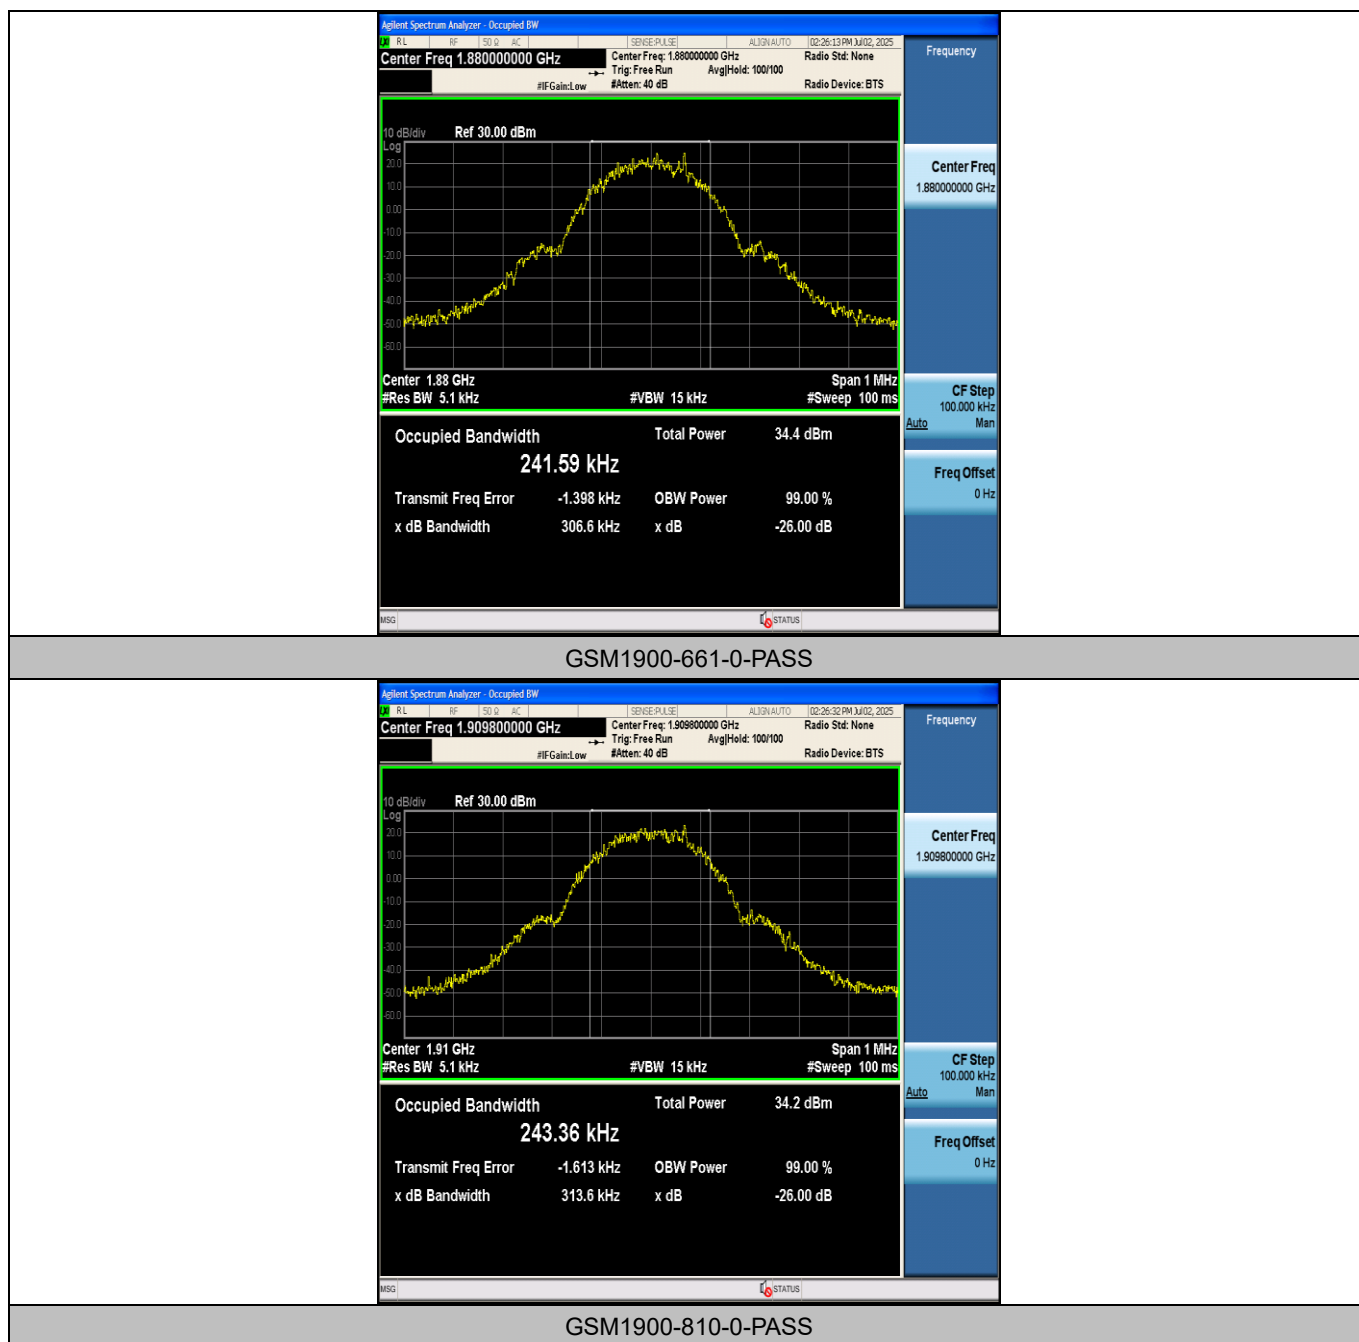 Agilent Spectrum Analyzer - Occupied BW
RL RF 50 Ω AC SENSE:PULSE ALIGN AUTO 02:26:13 PM Jul 02, 2025
Center Freq 1.880000000 GHz
Center Freq: 1.880000000 GHz Radio Std: None
Trig: Free Run Avg|Hold: 100/100
#IFGain:Low #Atten: 40 dB Radio Device: BTS
10 dB/div Ref 30.00 dBm
Log
20.0
10.0
0.00
-10.0
-20.0
-30.0
-40.0
-50.0
-60.0
Center 1.88 GHz Span 1 MHz
#Res BW 5.1 kHz #VBW 15 kHz #Sweep 100 ms
Occupied Bandwidth Total Power 34.4 dBm
241.59 kHz
Transmit Freq Error -1.398 kHz OBW Power 99.00 %
x dB Bandwidth 306.6 kHz x dB -26.00 dB
MSG STATUS
Frequency
Center Freq
1.880000000 GHz
CF Step
100.000 kHz
Auto Man
Freq Offset
0 Hz
GSM1900-661-0-PASS
Agilent Spectrum Analyzer - Occupied BW
RL RF 50 Ω AC SENSE:PULSE ALIGN AUTO 02:26:32 PM Jul 02, 2025
Center Freq 1.909800000 GHz
Center Freq: 1.909800000 GHz Radio Std: None
Trig: Free Run Avg|Hold: 100/100
#IFGain:Low #Atten: 40 dB Radio Device: BTS
10 dB/div Ref 30.00 dBm
Log
20.0
10.0
0.00
-10.0
-20.0
-30.0
-40.0
-50.0
-60.0
Center 1.91 GHz Span 1 MHz
#Res BW 5.1 kHz #VBW 15 kHz #Sweep 100 ms
Occupied Bandwidth Total Power 34.2 dBm
243.36 kHz
Transmit Freq Error -1.613 kHz OBW Power 99.00 %
x dB Bandwidth 313.6 kHz x dB -26.00 dB
MSG STATUS
Frequency
Center Freq
1.909800000 GHz
CF Step
100.000 kHz
Auto Man
Freq Offset
0 Hz
GSM1900-810-0-PASS